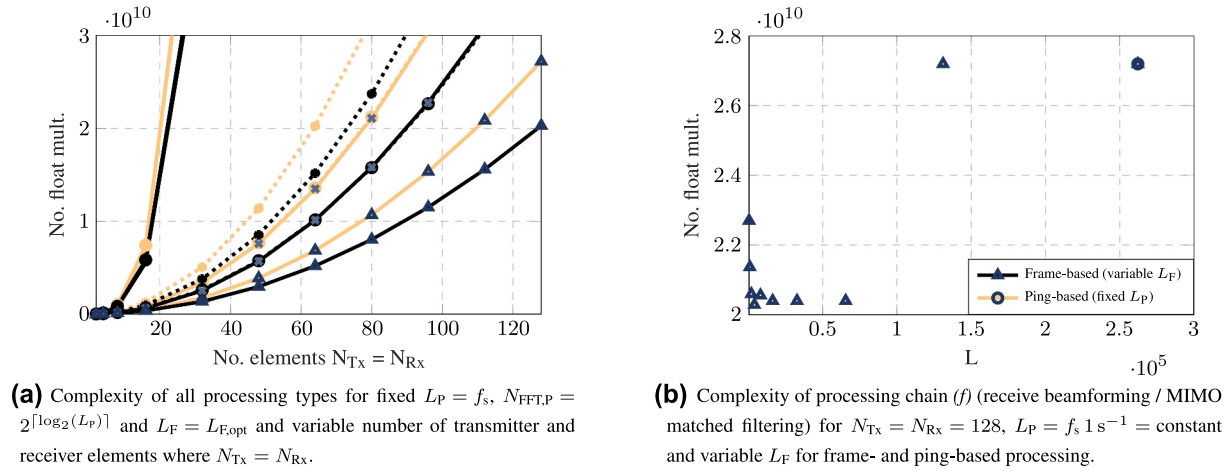 ·10^10
3
2
1
0
20
40
60
80
100
120
No. float mult.
No. elements N_Tx = N_Rx
(a) Complexity of all processing types for fixed L_P = f_s, N_FFT,P =
2^⌈log_2(L_P)⌉ and L_F = L_F,opt and variable number of transmitter and
receiver elements where N_Tx = N_Rx.
·10^10
2.8
2.6
2.4
2.2
2
0.5
1
1.5
2
2.5
3
No. float mult.
L
·10^5
Frame-based (variable L_F)
Ping-based (fixed L_P)
(b) Complexity of processing chain (f) (receive beamforming / MIMO
matched filtering) for N_Tx = N_Rx = 128, L_P = f_s 1 s^−1 = constant
and variable L_F for frame- and ping-based processing.